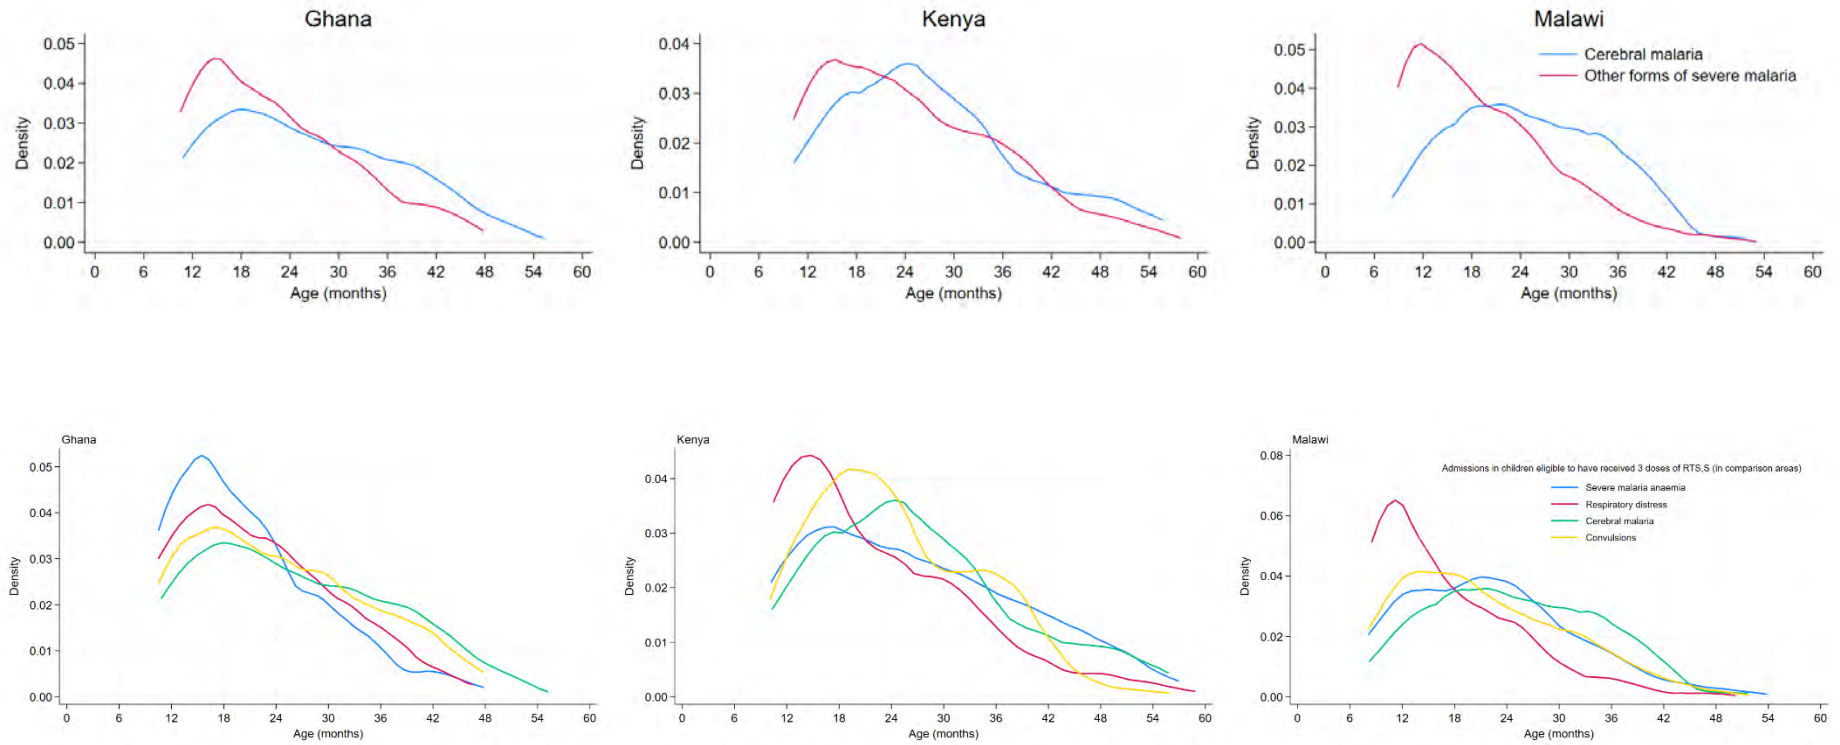 Ghana
0.05
0.04
0.03
0.02
0.01
0.00
Density
0 6 12 18 24 30 36 42 48 54 60
Age (months)
Kenya
0.04
0.03
0.02
0.01
0.00
Density
0 6 12 18 24 30 36 42 48 54 60
Age (months)
Malawi
0.05
0.04
0.03
0.02
0.01
0.00
Density
Cerebral malaria
Other forms of severe malaria
0 6 12 18 24 30 36 42 48 54 60
Age (months)
Ghana
0.05
0.04
0.03
0.02
0.01
0.00
Density
0 6 12 18 24 30 36 42 48 54 60
Age (months)
Kenya
0.04
0.03
0.02
0.01
0.00
Density
0 6 12 18 24 30 36 42 48 54 60
Age (months)
Malawi
0.08
0.06
0.04
0.02
0.00
Density
Admissions in children eligible to have received 3 doses of RTS,S (in comparison areas)
Severe malaria anaemia
Respiratory distress
Cerebral malaria
Convulsions
0 6 12 18 24 30 36 42 48 54 60
Age (months)